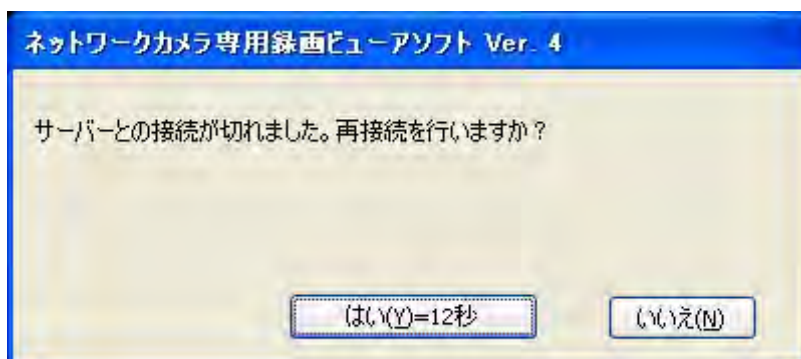 ネットワークカメラ専用録画ビューアソフト Ver. 4
サーバーとの接続が切れました。再接続を行いますか？
はい(Y)=12秒
いいえ(N)